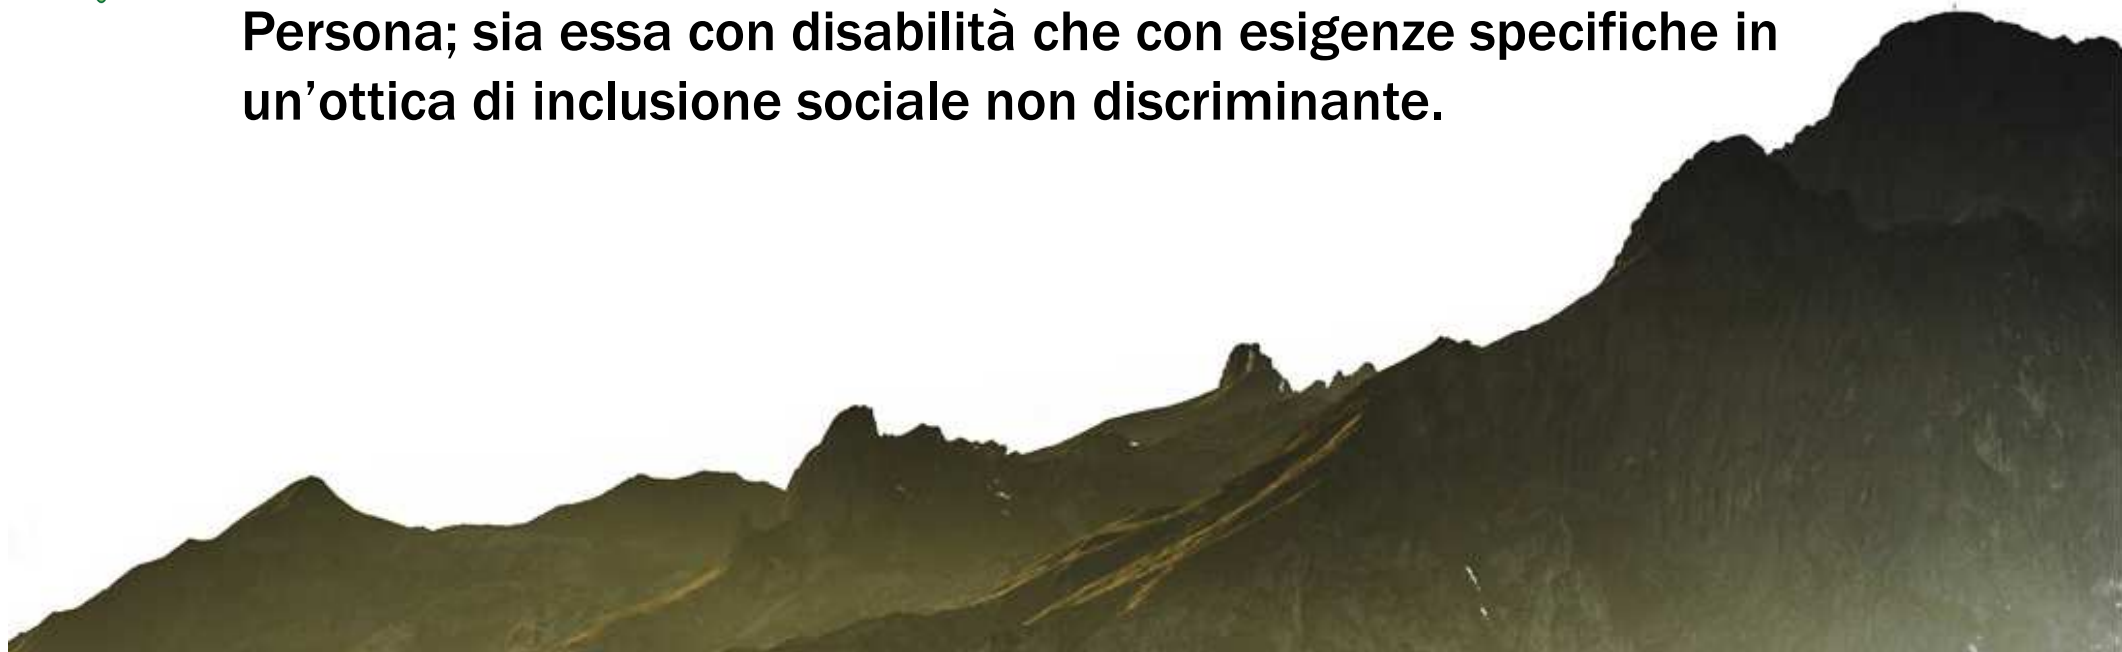 Persona; sia essa con disabilità che con esigenze specifiche in
un’ottica di inclusione sociale non discriminante.